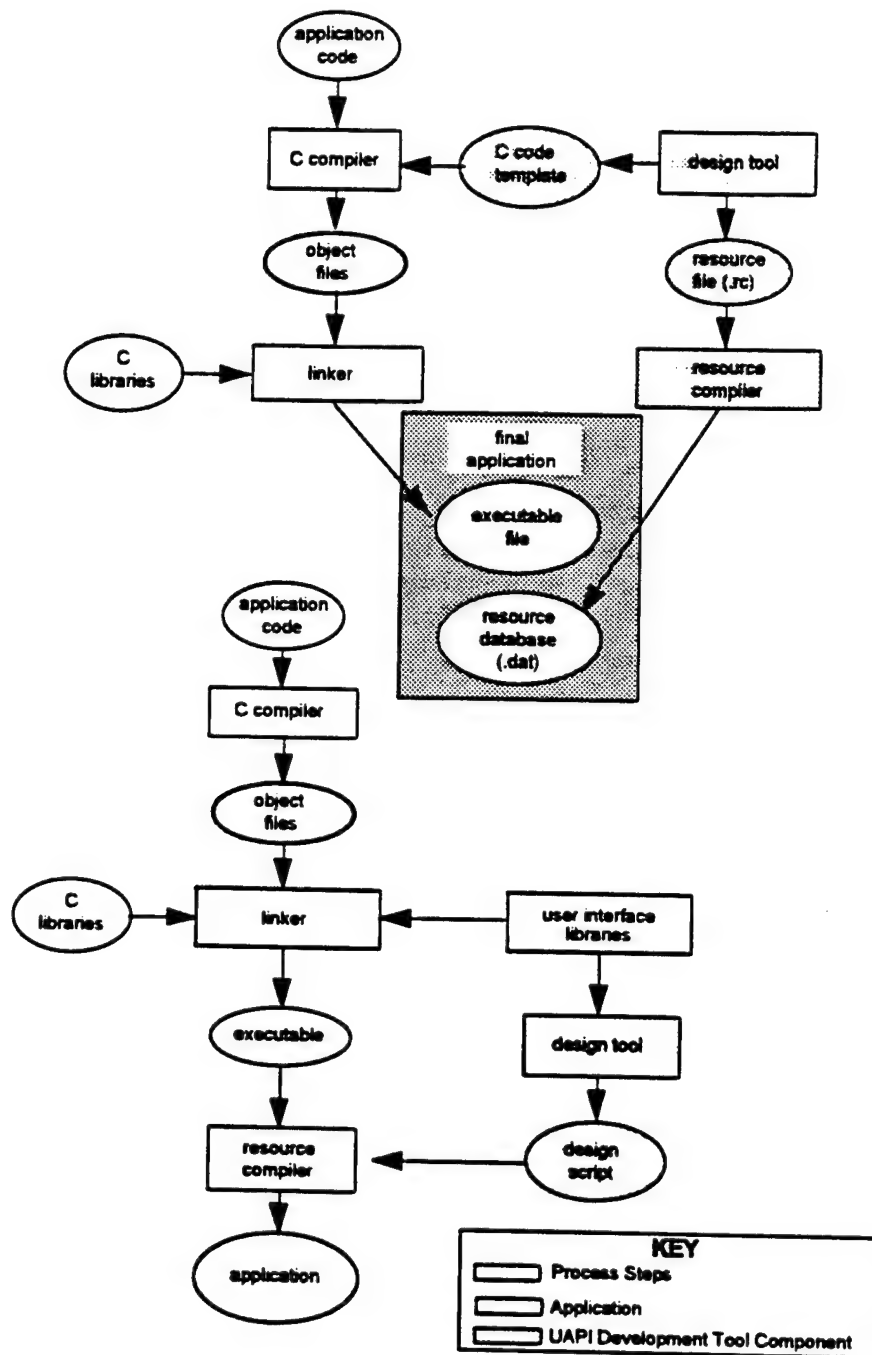 application
code
C compiler
C code
template
design tool
object
files
resource
file (.rc)
C
libraries
linker
resource
compiler
final
application
executable
file
resource
database
(.dat)
application
code
C compiler
object
files
C
libraries
linker
user interface
libraries
executable
design tool
resource
compiler
design
script
application
KEY
Process Steps
Application
UAPI Development Tool Component